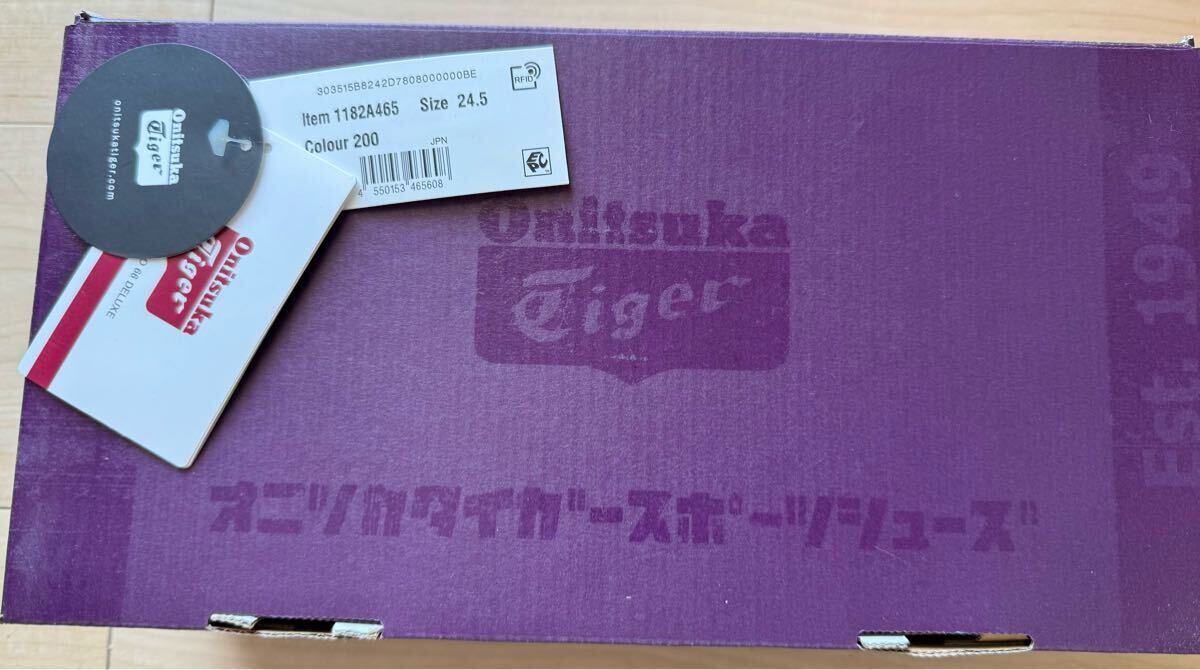 303515B8242D7808000000BE
RFID
Item 1182A465 Size 24.5
Colour 200
JPN
4 550153 465608
EPC
Onitsuka
Tiger
onitsukatiger.com
Onitsuka
Tiger
66 DELUXE
Onitsuka
Tiger
オニツカタイガースポーツシューズ
Est. 1949